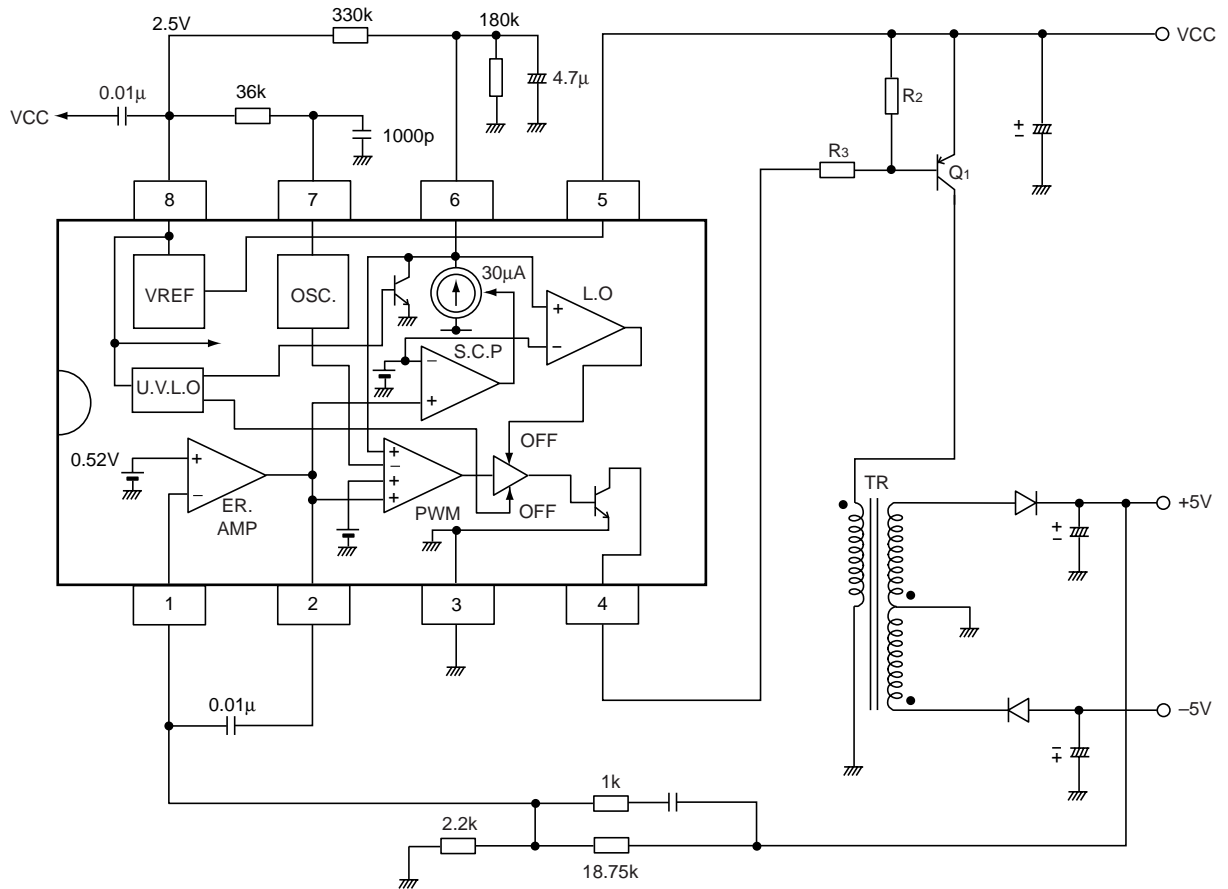 2.5V
330k
180k
4.7μ
VCC
0.01μ
36k
1000p
VCC
R2
R3
Q1
8
7
6
5
VREF
OSC.
30μA
L.O
S.C.P
U.V.L.O
0.52V
ER.
AMP
PWM
OFF
OFF
1
2
3
4
TR
+5V
–5V
0.01μ
1k
2.2k
18.75k